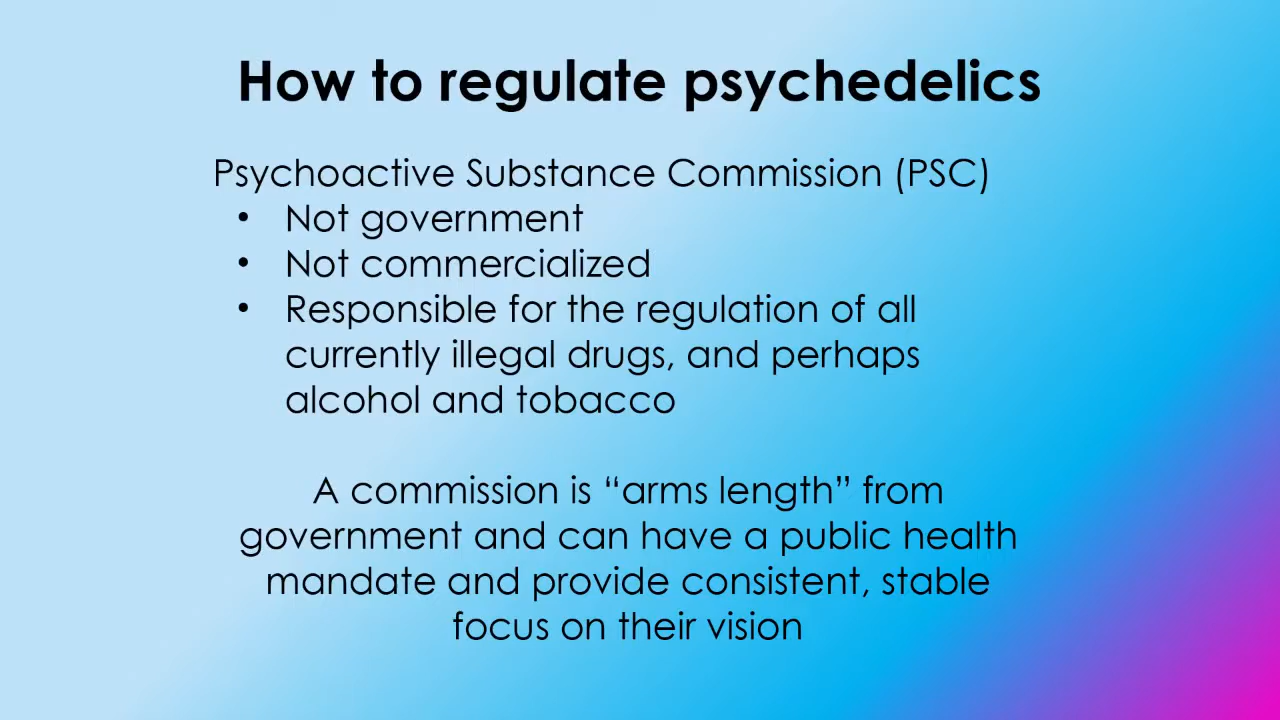 How to regulate psychedelics
Psychoactive Substance Commission (PSC)
• Not government
• Not commercialized
• Responsible for the regulation of all
currently illegal drugs, and perhaps
alcohol and tobacco
A commission is “arms length” from
government and can have a public health
mandate and provide consistent, stable
focus on their vision